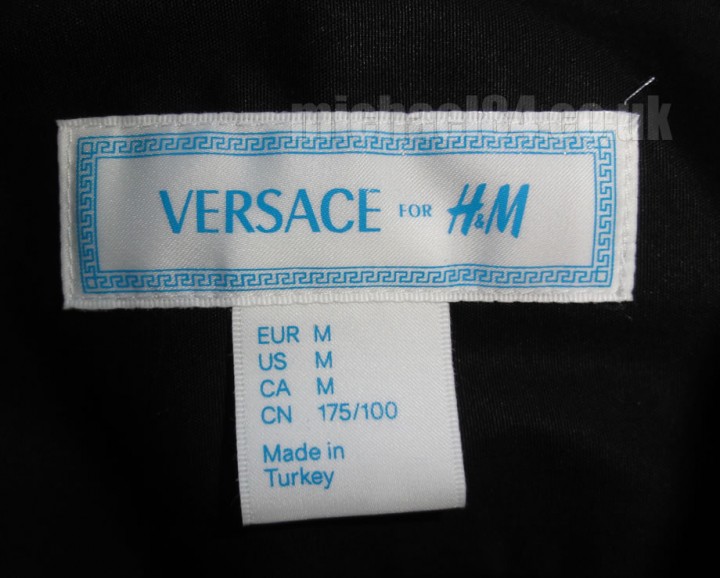 michael84.co.uk
VERSACE FOR H&M
EUR M
US M
CA M
CN 175/100
Made in
Turkey